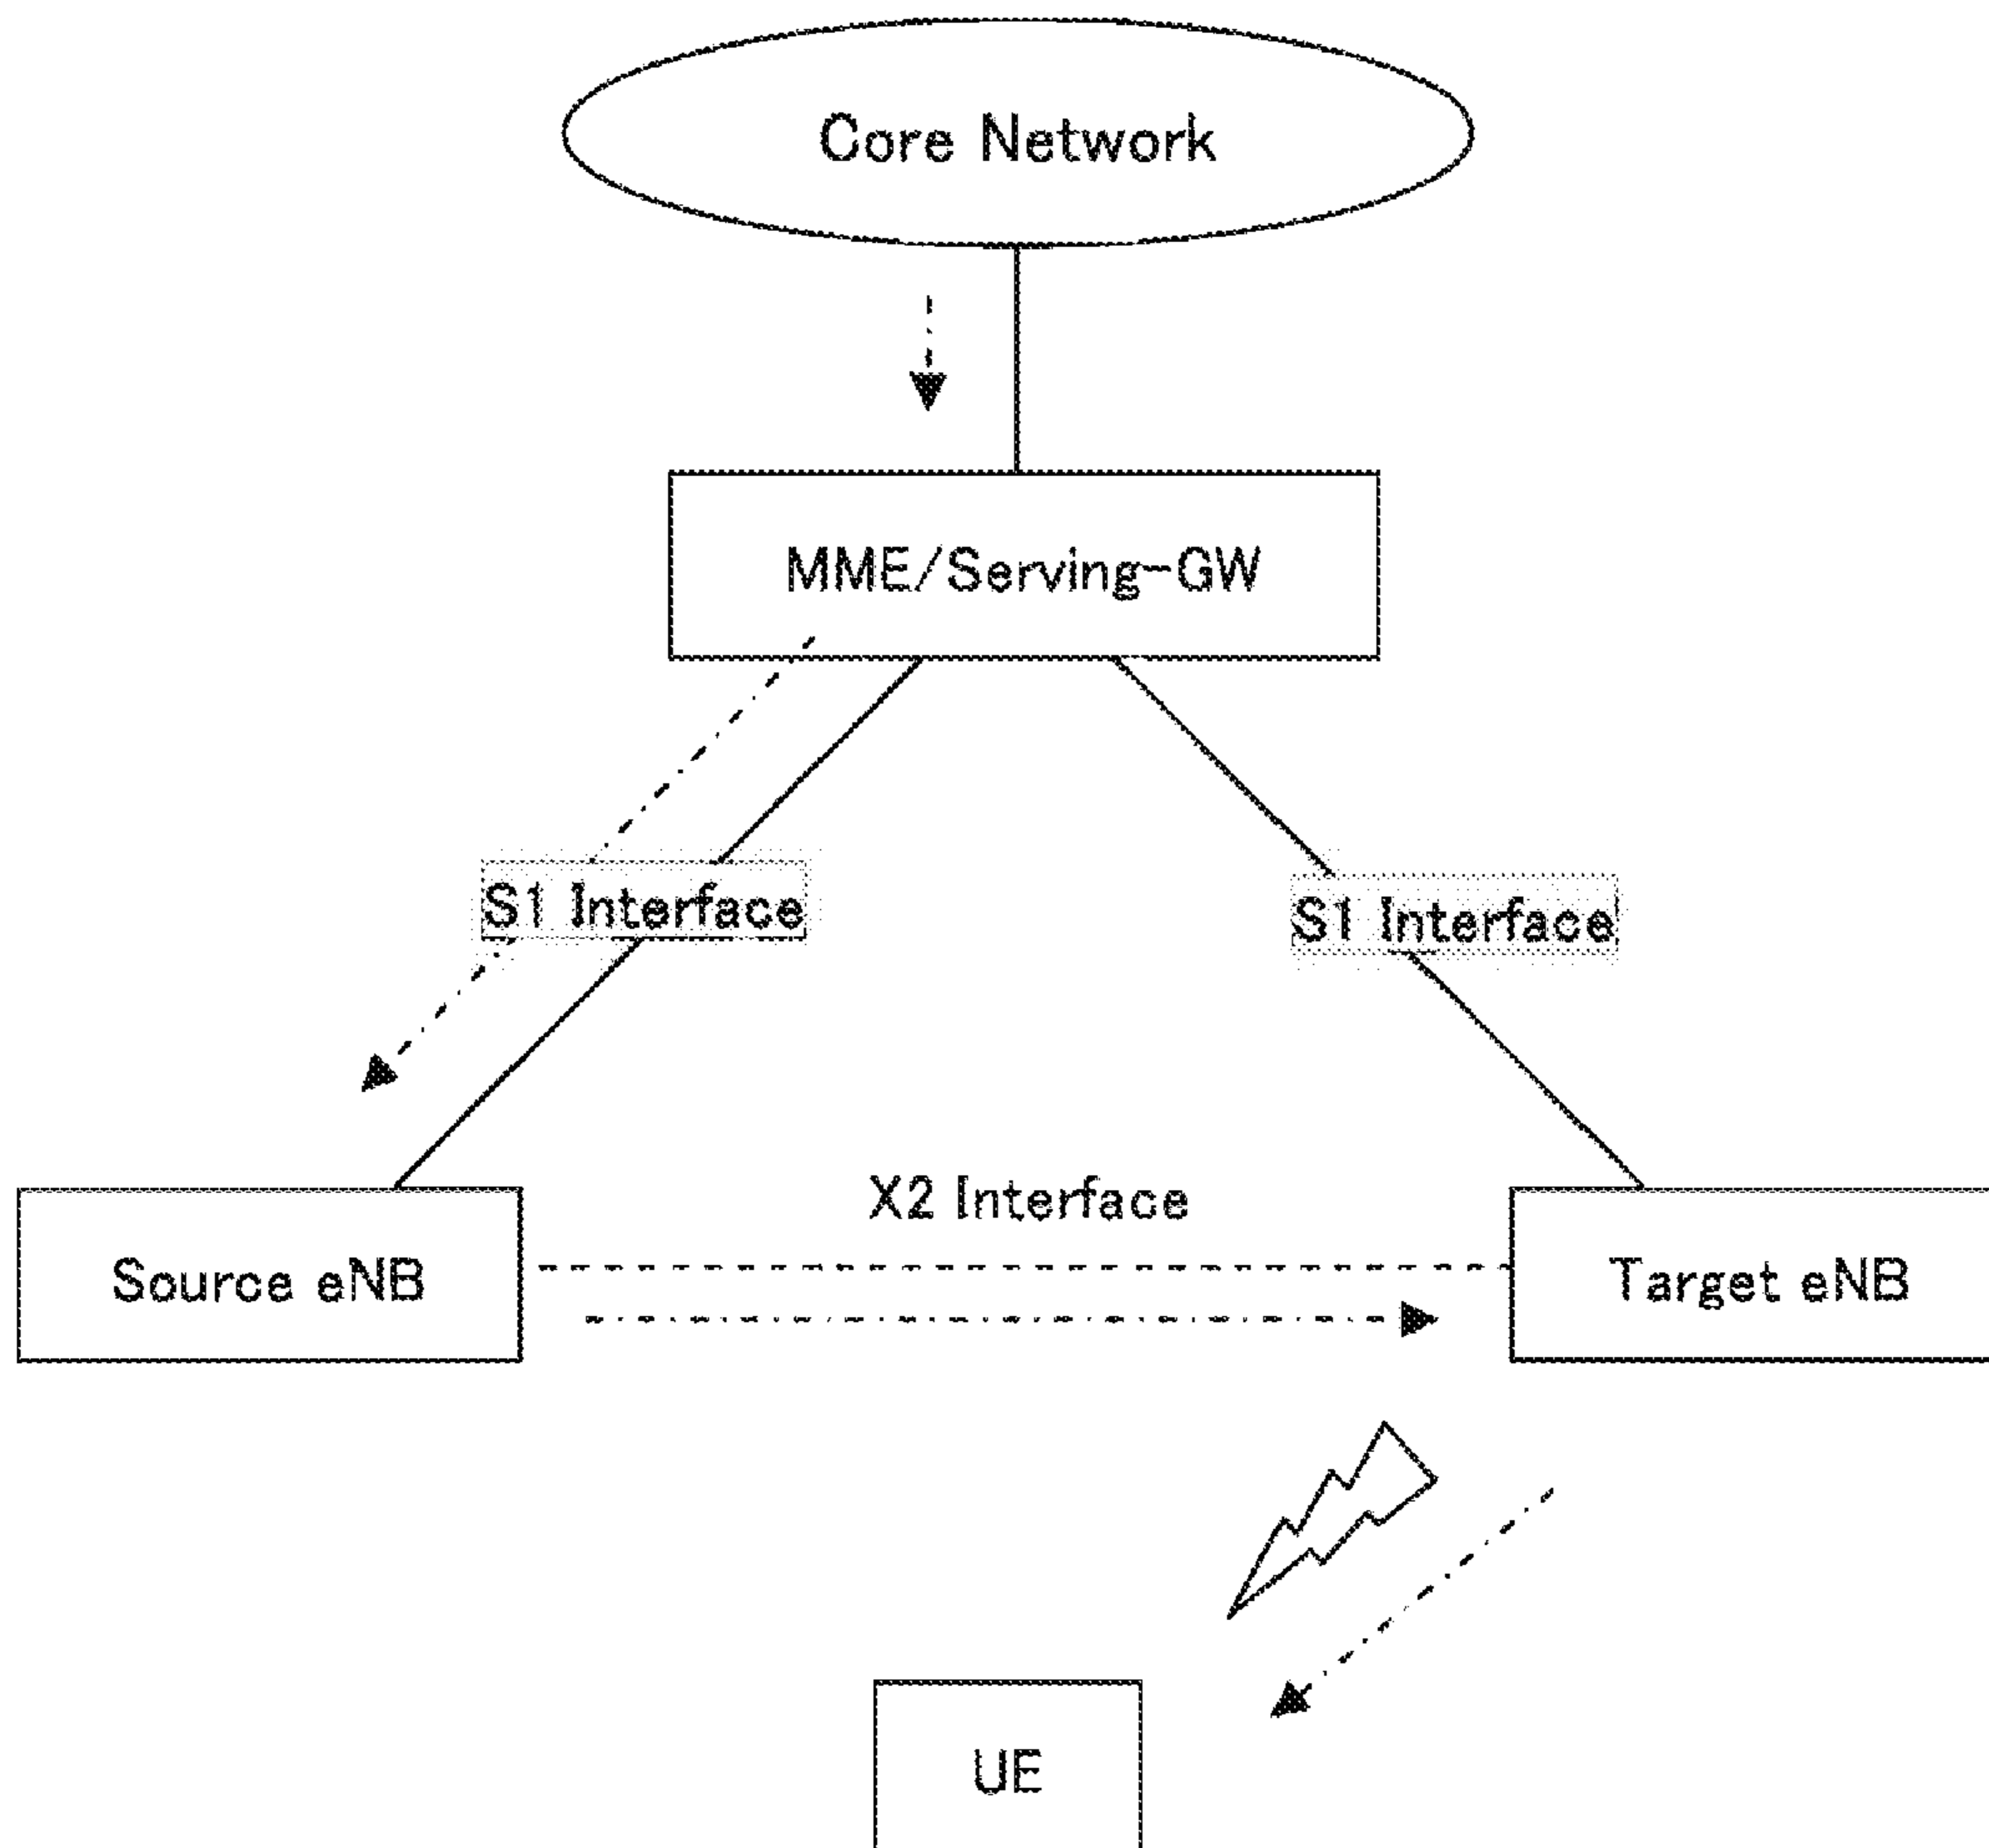 Core Network
MME/Serving-GW
S1 Interface
S1 Interface
X2 Interface
Source eNB
Target eNB
UE